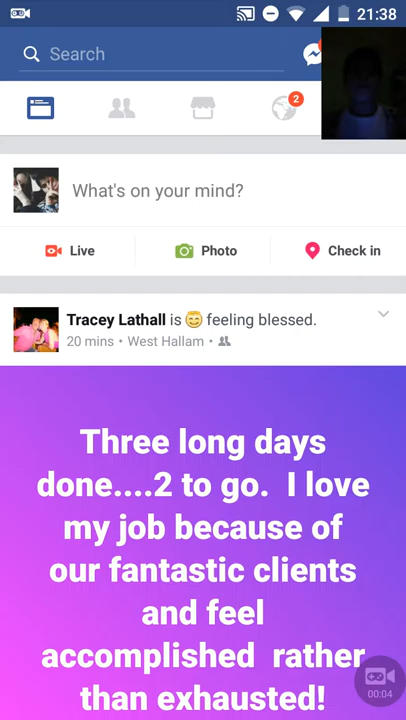 21:38
Search
2
What's on your mind?
Live
Photo
Check in
Tracey Lathall is 😇 feeling blessed.
20 mins • West Hallam •
Three long days
done....2 to go.  I love
my job because of
our fantastic clients
and feel
accomplished  rather
than exhausted!
00:04